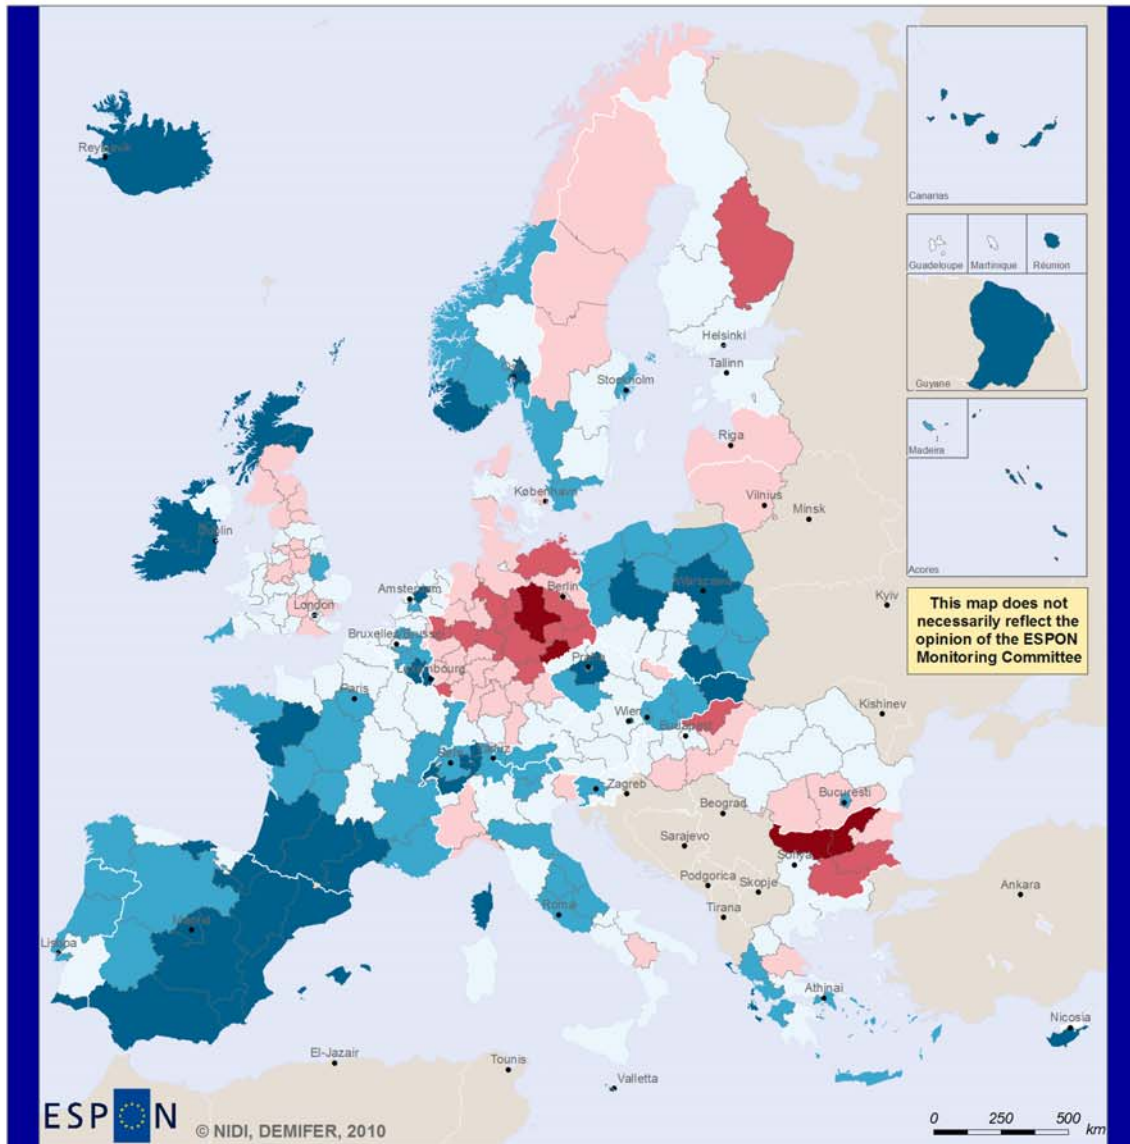 Reykjavik
Canarias
Guadeloupe
Martinique
Réunion
Guyane
Madeira
Acores
This map does not
necessarily reflect the
opinion of the ESPON
Monitoring Committee
Helsinki
Tallinn
Stockholm
Riga
København
Vilnius
Minsk
Dublin
Amsterdam
Berlin
Warszawa
London
Kyiv
Paris
Wien
Budapest
Kishinev
Zagreb
Bucuresti
Beograd
Sarajevo
Sofiya
Podgorica
Skopje
Tirana
Roma
Madrid
Lisboa
Ankara
Athinai
Nicosia
El-Jazair
Tounis
Valletta
ESPON
© NIDI, DEMIFER, 2010
0 250 500
km